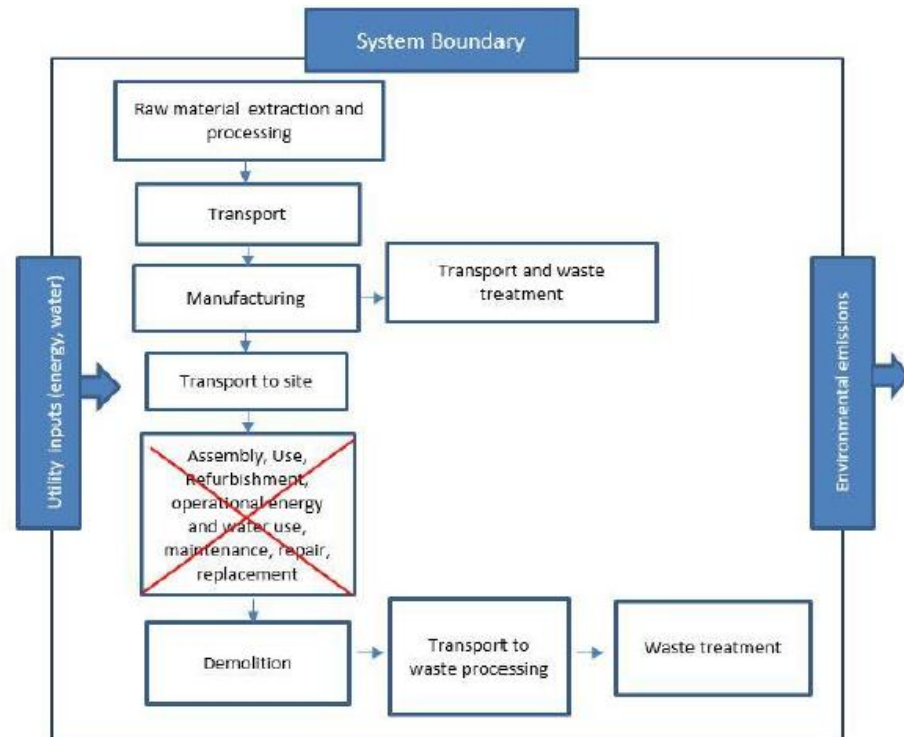 System Boundary
Raw material extraction and
processing
Transport
Manufacturing
Transport and waste
treatment
Transport to site
Assembly, Use,
Refurbishment,
operational energy
and water use,
maintenance, repair,
replacement
Demolition
Transport to
waste processing
Waste treatment
Utility inputs (energy, water)
Environmental emissions